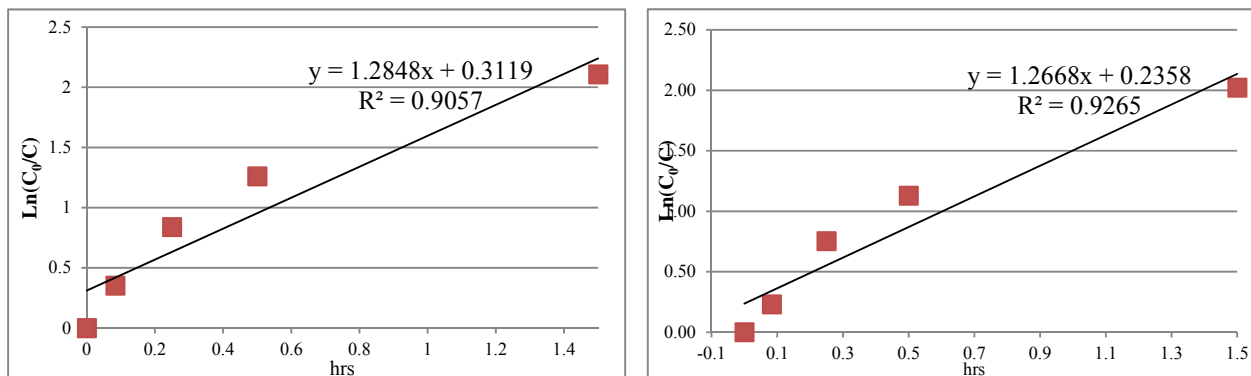 2.5
2
1.5
1
0.5
0
Ln(C₀/C)
y = 1.2848x + 0.3119
R² = 0.9057
0 0.2 0.4 0.6 0.8 1 1.2 1.4
hrs
2.50
2.00
1.50
1.00
0.50
0.00
Ln(C₀/C)
y = 1.2668x + 0.2358
R² = 0.9265
-0.1 0.1 0.3 0.5 0.7 0.9 1.1 1.3 1.5
hrs